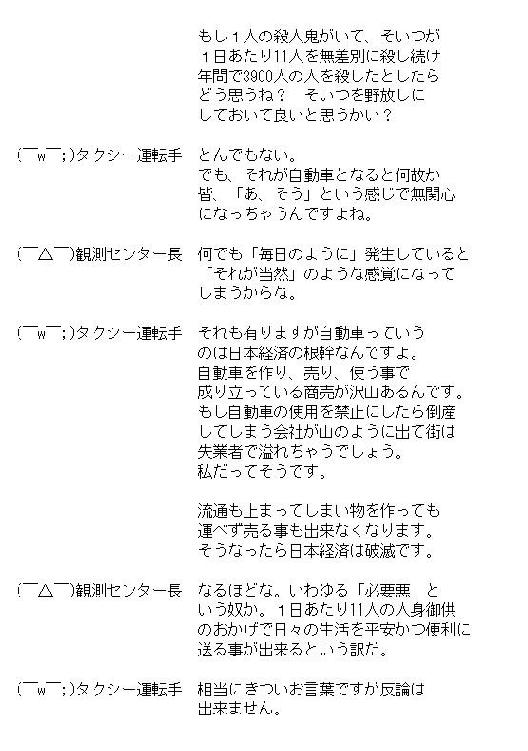 もし１人の殺人鬼がいて、そいつが
１日あたり11人を無差別に殺し続け
年間で3900人の人を殺したとしたら
どう思うね？　そいつを野放しに
しておいて良いと思うかい？
(￣w￣;)タクシー運転手　とんでもない。
でも、それが自動車となると何故か
皆、「あ、そう」という感じで無関心
になっちゃうんですよね。
(￣△￣)観測センター長　何でも「毎日のように」発生していると
「それが当然」のような感覚になって
しまうからな。
(￣w￣;)タクシー運転手　それも有りますが自動車っていう
のは日本経済の根幹なんですよ。
自動車を作り、売り、使う事で
成り立っている商売が沢山あるんです。
もし自動車の使用を禁止にしたら倒産
してしまう会社が山のように出て街は
失業者で溢れちゃうでしょう。
私だってそうです。
流通も止まってしまい物を作っても
運べず売る事も出来なくなります。
そうなったら日本経済は破滅です。
(￣△￣)観測センター長　なるほどな。いわゆる「必要悪　と
いう奴か。１日あたり11人の人身御供
のおかげで日々の生活を平安かつ便利に
送る事が出来るという訳だ。
(￣w￣;)タクシー運転手　相当にきついお言葉ですが反論は
出来ません。